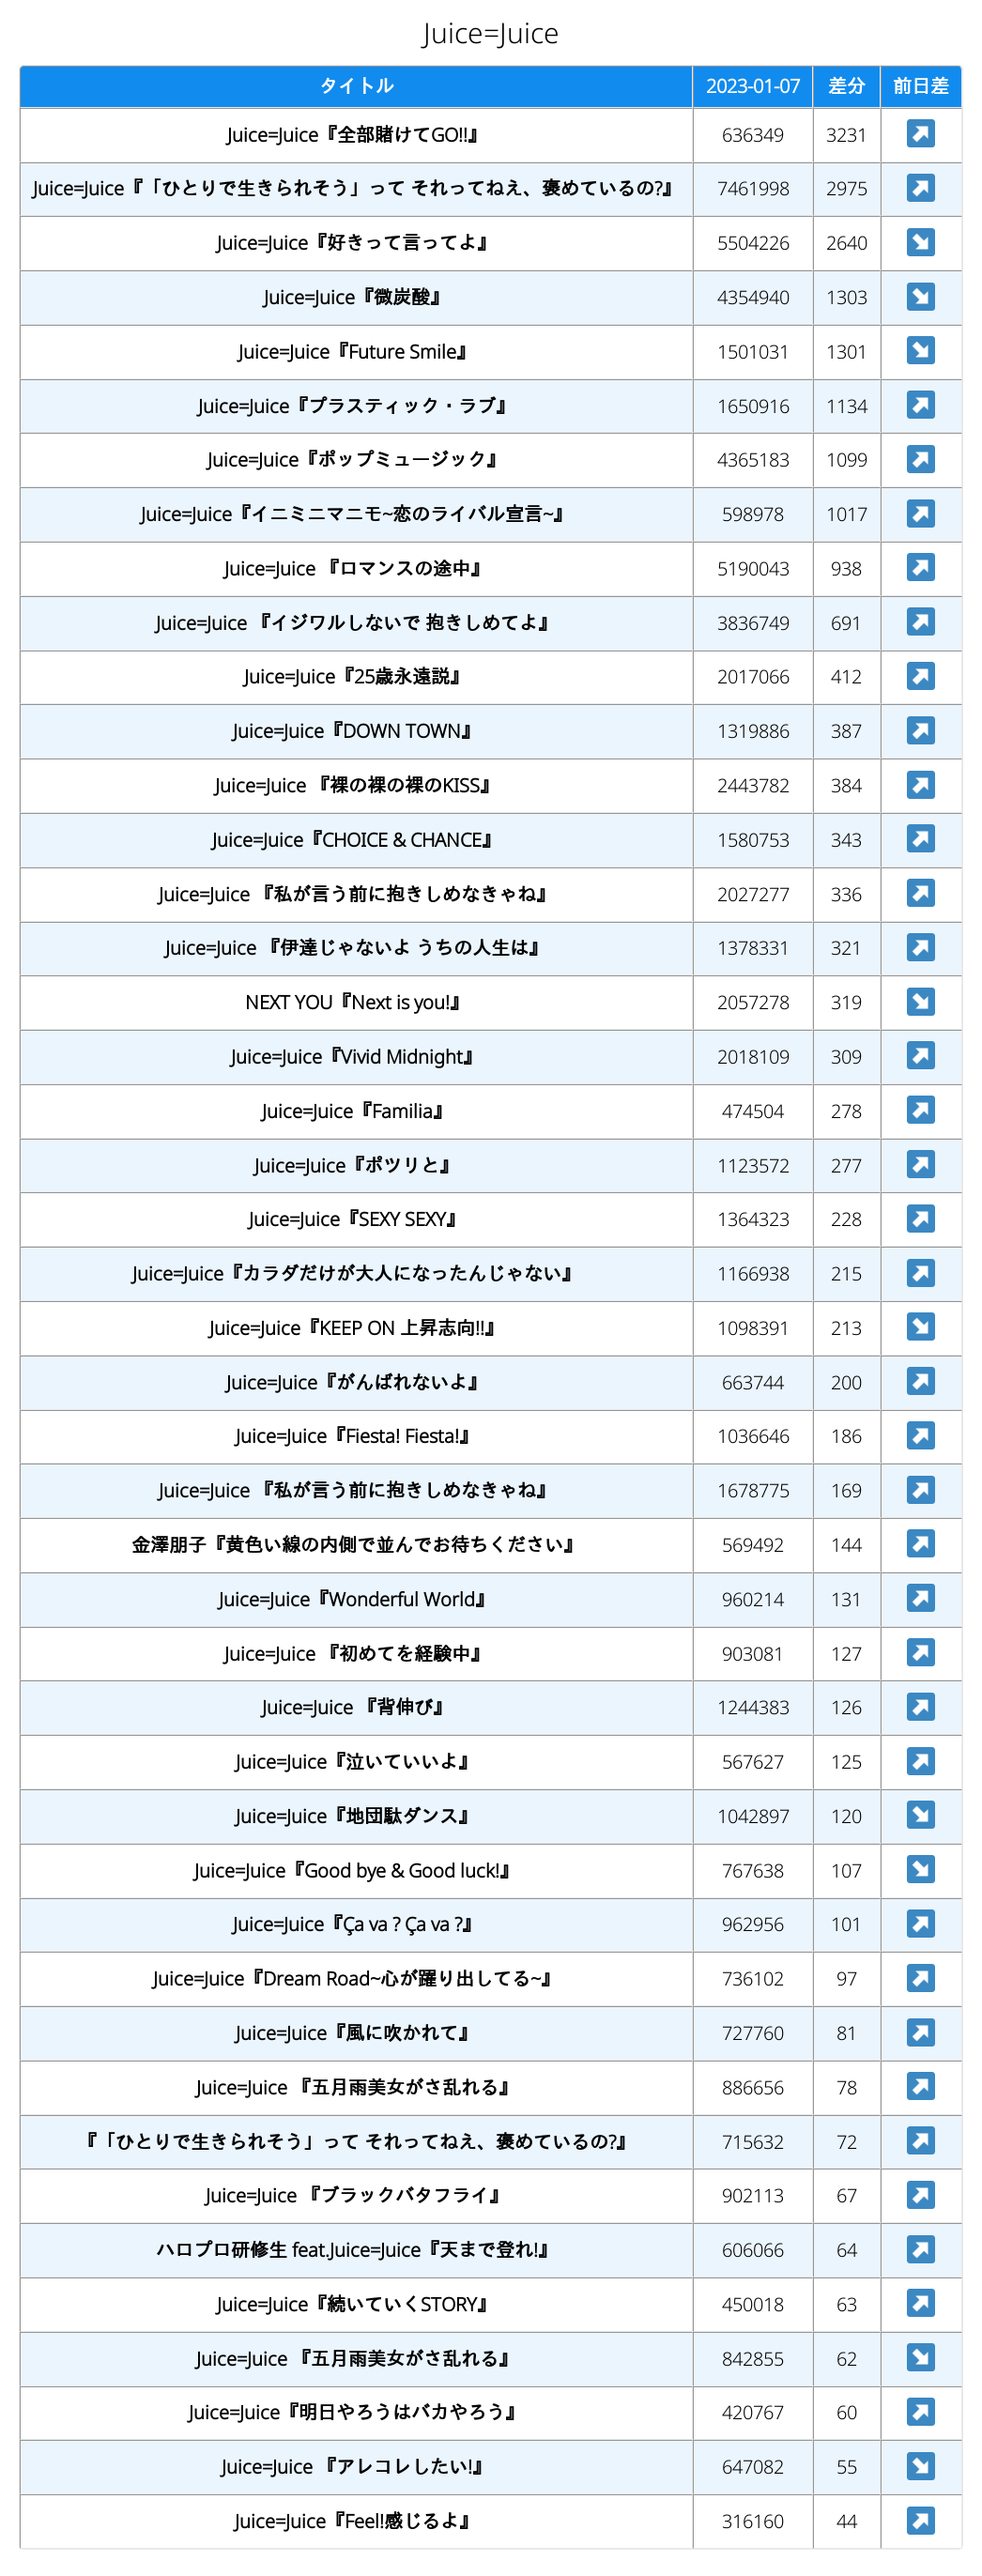 Juice=Juice
タイトル 2023-01-07 差分 前日差
Juice=Juice『全部賭けてGO!!』 636349 3231 ↗
Juice=Juice『「ひとりで生きられそう」って それってねえ、褒めているの?』 7461998 2975 ↗
Juice=Juice『好きって言ってよ』 5504226 2640 ↘
Juice=Juice『微炭酸』 4354940 1303 ↘
Juice=Juice『Future Smile』 1501031 1301 ↘
Juice=Juice『プラスティック・ラブ』 1650916 1134 ↗
Juice=Juice『ポップミュージック』 4365183 1099 ↗
Juice=Juice『イニミニマニモ~恋のライバル宣言~』 598978 1017 ↗
Juice=Juice 『ロマンスの途中』 5190043 938 ↗
Juice=Juice 『イジワルしないで 抱きしめてよ』 3836749 691 ↗
Juice=Juice『25歳永遠説』 2017066 412 ↗
Juice=Juice『DOWN TOWN』 1319886 387 ↗
Juice=Juice 『裸の裸の裸のKISS』 2443782 384 ↗
Juice=Juice『CHOICE & CHANCE』 1580753 343 ↗
Juice=Juice 『私が言う前に抱きしめなきゃね』 2027277 336 ↗
Juice=Juice 『伊達じゃないよ うちの人生は』 1378331 321 ↗
NEXT YOU『Next is you!』 2057278 319 ↘
Juice=Juice『Vivid Midnight』 2018109 309 ↗
Juice=Juice『Familia』 474504 278 ↗
Juice=Juice『ポツリと』 1123572 277 ↗
Juice=Juice『SEXY SEXY』 1364323 228 ↗
Juice=Juice『カラダだけが大人になったんじゃない』 1166938 215 ↗
Juice=Juice『KEEP ON 上昇志向!!』 1098391 213 ↘
Juice=Juice『がんばれないよ』 663744 200 ↗
Juice=Juice『Fiesta! Fiesta!』 1036646 186 ↗
Juice=Juice 『私が言う前に抱きしめなきゃね』 1678775 169 ↗
金澤朋子『黄色い線の内側で並んでお待ちください』 569492 144 ↗
Juice=Juice『Wonderful World』 960214 131 ↗
Juice=Juice 『初めてを経験中』 903081 127 ↗
Juice=Juice 『背伸び』 1244383 126 ↗
Juice=Juice『泣いていいよ』 567627 125 ↗
Juice=Juice『地団駄ダンス』 1042897 120 ↘
Juice=Juice『Good bye & Good luck!』 767638 107 ↘
Juice=Juice『Ça va ? Ça va ?』 962956 101 ↗
Juice=Juice『Dream Road~心が躍り出してる~』 736102 97 ↗
Juice=Juice『風に吹かれて』 727760 81 ↗
Juice=Juice 『五月雨美女がさ乱れる』 886656 78 ↗
『「ひとりで生きられそう」って それってねえ、褒めているの?』 715632 72 ↗
Juice=Juice 『ブラックバタフライ』 902113 67 ↗
ハロプロ研修生 feat.Juice=Juice『天まで登れ!』 606066 64 ↗
Juice=Juice『続いていくSTORY』 450018 63 ↗
Juice=Juice 『五月雨美女がさ乱れる』 842855 62 ↘
Juice=Juice『明日やろうはバカやろう』 420767 60 ↗
Juice=Juice 『アレコレしたい!』 647082 55 ↘
Juice=Juice『Feel!感じるよ』 316160 44 ↗